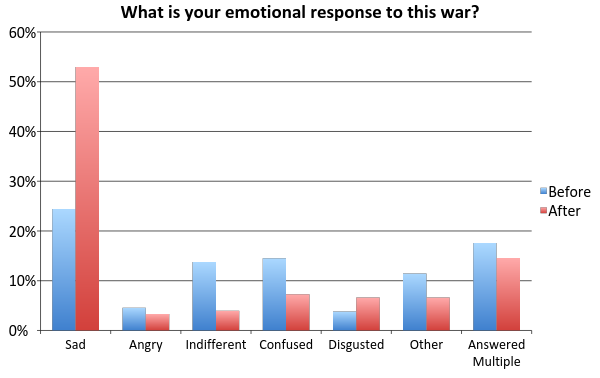 What is your emotional response to this war?
60%
50%
40%
30%
20%
10%
0%
Before
After
Sad
Angry
Indifferent
Confused
Disgusted
Other
Answered
Multiple